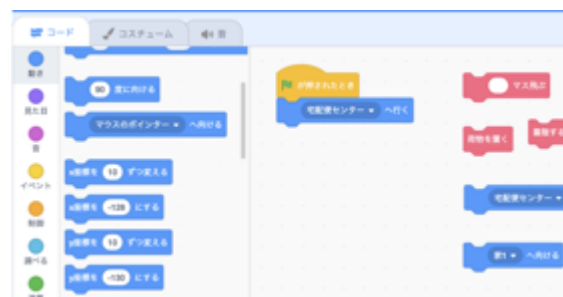 コード
コスチューム
音
動き
見た目
音
イベント
制御
調べる
90 度に向ける
マウスのポインター へ向ける
x座標を 10 ずつ変える
x座標を -128 にする
y座標を 10 ずつ変える
y座標を -130 にする
が押されたとき
宅配便センター へ行く
マス飛ぶ
荷物を置く
宅配便センター
家1 へ向ける